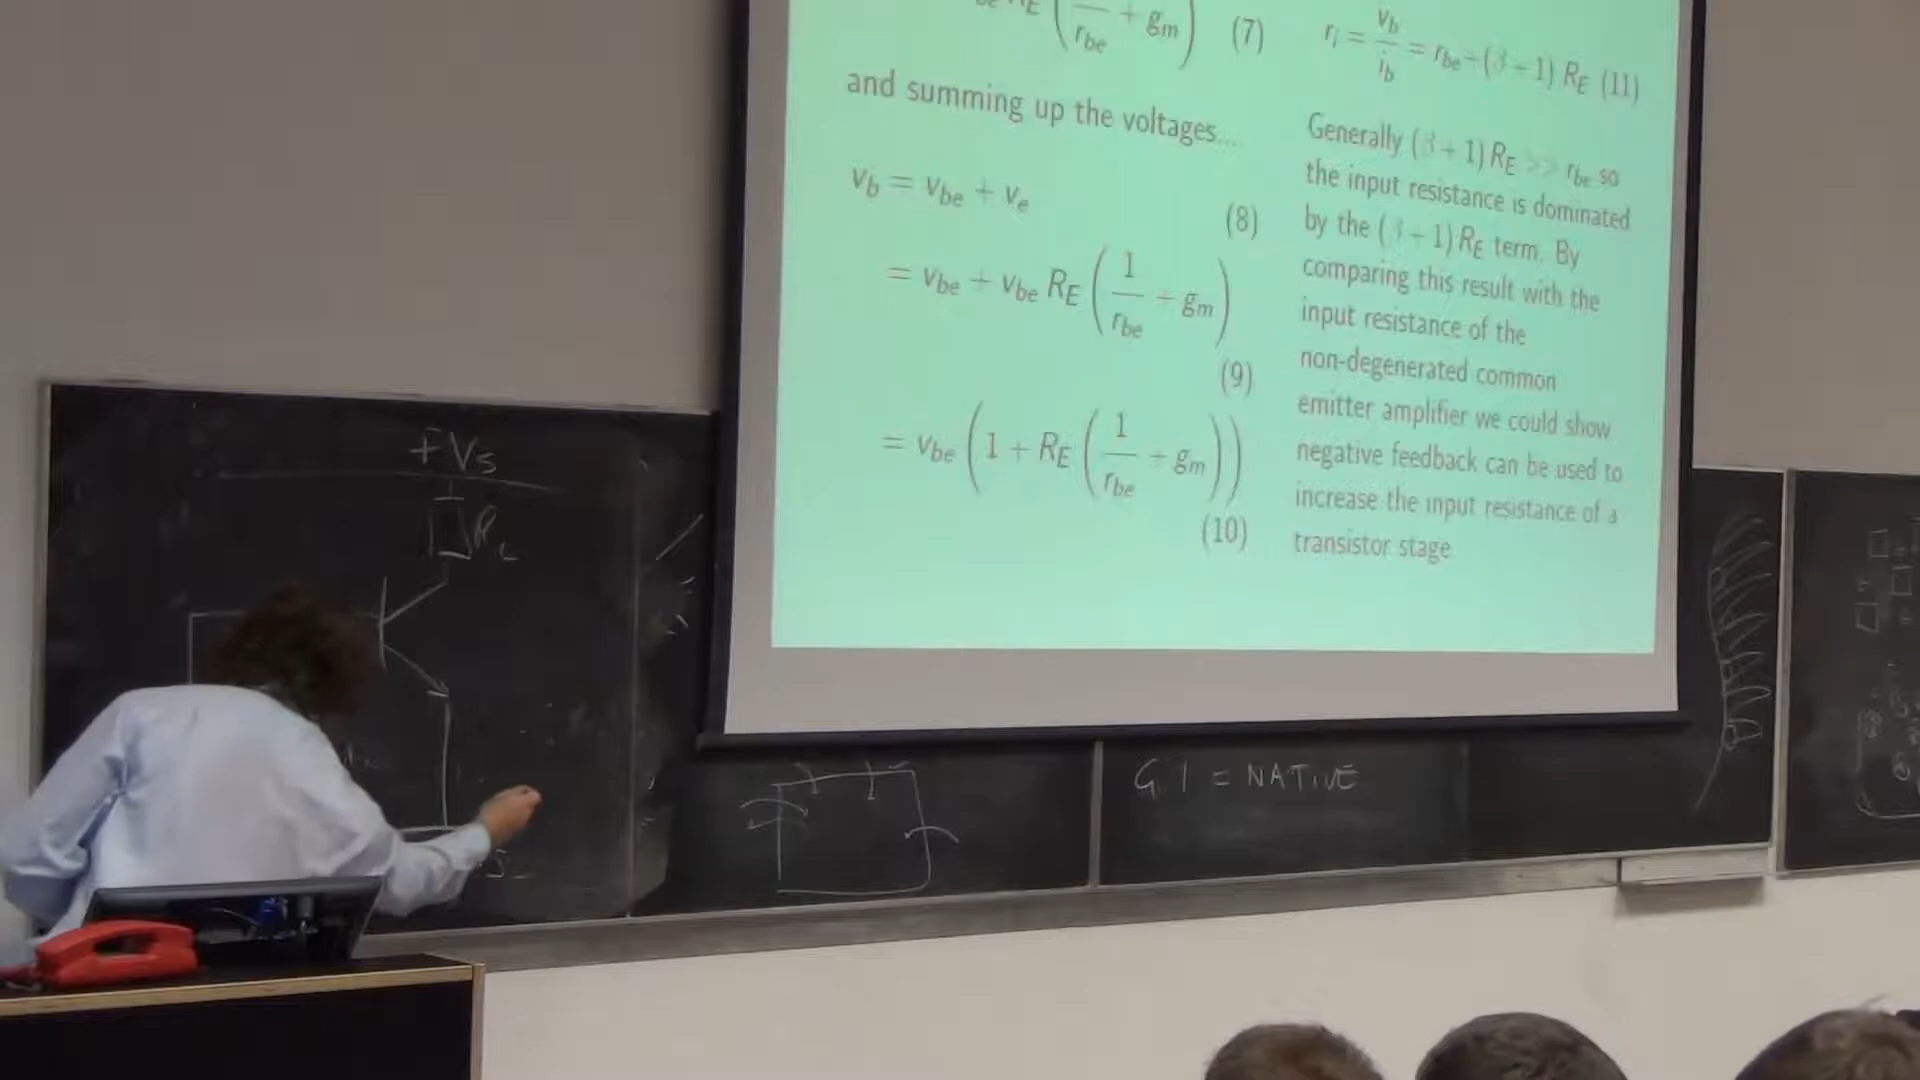 R_E ( 1/r_be + g_m ) (7)
and summing up the voltages...
v_b = v_be + v_e
(8)
= v_be + v_be R_E ( 1/r_be + g_m )
(9)
= v_be ( 1 + R_E ( 1/r_be + g_m ) )
(10)
r_i = v_b/i_b = r_be + (β + 1) R_E (11)
Generally (β + 1) R_E >> r_be so
the input resistance is dominated
by the (β + 1) R_E term. By
comparing this result with the
input resistance of the
non-degenerated common
emitter amplifier we could show
negative feedback can be used to
increase the input resistance of a
transistor stage
+Vs
R_L
G.1 = NATIVE